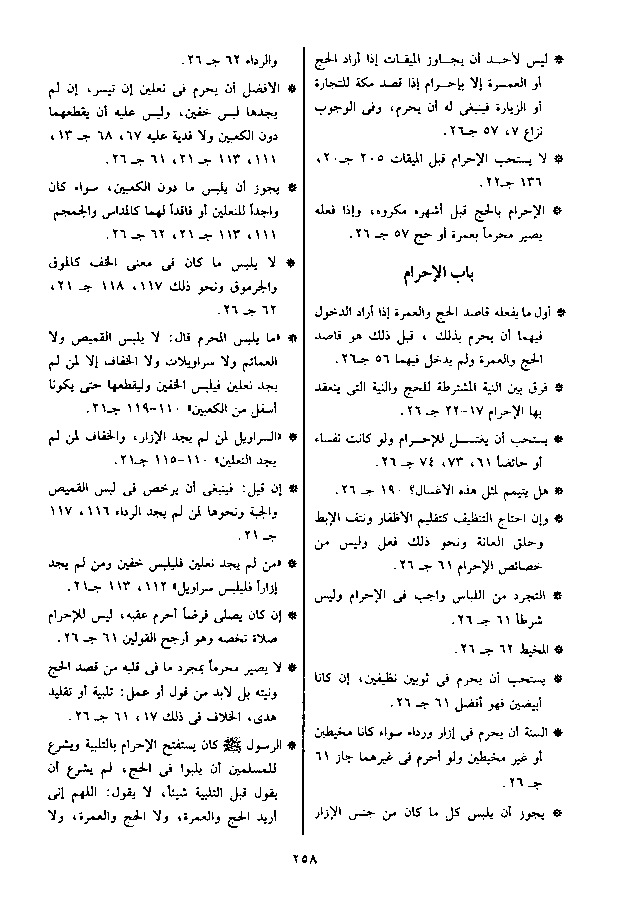 * ليس لأحد أن يجاوز الميقات إذا أراد الحج
أو العمرة إلا بإحرام إذا قصد مكة للتجارة
أو الزيارة فينبغى له أن يحرم، وفى الوجوب
نزاع ٧، ٥٧ جـ٢٦.
* لا يستحب الإحرام قبل الميقات ٢٠٥ جـ٢٠،
١٣٦ جـ٢٢.
* الإحرام بالحج قبل أشهره مكروه، وإذا فعله
يصير محرماً بعمرة أو حج ٥٧ جـ ٢٦.
باب الإحرام
* أول ما يفعله قاصد الحج والعمرة إذا أراد الدخول
فيهما أن يحرم بذلك ، قبل ذلك هو قاصد
الحج والعمرة ولم يدخل فيهما ٥٦ جـ٢٦.
* فرق بين النية المشترطة للحج والنية التى ينعقد
بها الإحرام ١٧-٢٢ جـ ٢٦.
* يستحب أن يغتسل للإحرام ولو كانت نفساء
أو حائضاً ٦١، ٧٣، ٧٤ جـ ٢٦.
* هل يتيمم لمثل هذه الأغسال؟ ١٩٠ جـ ٢٦.
* وإن احتاج التنظيف كتقليم الأظفار ونتف الإبط
وحلق العانة ونحو ذلك فعل وليس من
خصائص الإحرام ٦١ جـ ٢٦.
* التجرد من اللباس واجب فى الإحرام وليس
شرطاً ٦١ جـ ٢٦.
* المخيط ٦٢ جـ ٢٦.
* يستحب أن يحرم فى ثوبين نظيفين، إن كانا
أبيضين فهو أفضل ٦١ جـ ٢٦.
* السنة أن يحرم فى إزار ورداء سواء كانا مخيطين
أو غير مخيطين ولو أحرم فى غيرهما جاز ٦١
جـ ٢٦.
* يجوز أن يلبس كل ما كان من جنس الإزار
والرداء ٦٢ جـ ٢٦.
* الأفضل أن يحرم فى نعلين إن تيسر، إن لم
يجدها لبس خفين، وليس عليه أن يقطعهما
دون الكعبين ولا فدية عليه ٦٧، ٦٨ جـ ١٣،
١١١، ١١٣ جـ ٢١، ٦١ جـ ٢٦.
* يجوز أن يلبس ما دون الكعبين، سواء كان
واجداً للنعلين أو فاقداً لهما كالمداس والجمجم
١١١، ١١٣ جـ ٢١، ٦٢ جـ ٢٦.
* لا يلبس ما كان فى معنى الخف كالموق
والجرموق ونحو ذلك ١١٧، ١١٨ جـ ٢١،
٦٢ جـ ٢٦.
* «ما يلبس المحرم قال: لا يلبس القميص ولا
العمائم ولا سراويلات ولا الخفاف إلا لمن لم
يجد نعلين فيلبس الخفين وليقطعها حتى يكونا
أسفل من الكعبين» ١١٠-١١٩ جـ٢١.
* «السراويل لمن لم يجد الإزار، والخفاف لمن لم
يجد النعلين» ١١٠-١١٥ جـ٢١.
* إن قيل: فينبغى أن يرخص فى لبس القميص
والجبة ونحوها لمن لم يجد الرداء ١١٦، ١١٧
جـ ٢١.
* «من لم يجد نعلين فليلبس خفين ومن لم يجد
إزاراً فليلبس سراويل» ١١٢، ١١٣ جـ٢١.
* إن كان يصلى فرضاً أحرم عقبه، ليس للإحرام
صلاة تخصه وهو أرجح القولين ٦١ جـ ٢٦.
* لا يصير محرماً بمجرد ما فى قلبه من قصد الحج
ونيته بل لابد من قول أو عمل: تلبية أو تقليد
هدى، الخلاف فى ذلك ١٧، ٦١ جـ ٢٦.
* الرسول ﷺ كان يستفتح الإحرام بالتلبية ويشرع
للمسلمين أن يلبوا فى الحج، لم يشرع أن
يقول قبل التلبية شيئاً، لا يقول: اللهم إنى
أريد الحج والعمرة، ولا الحج والعمرة، ولا
٢٥٨